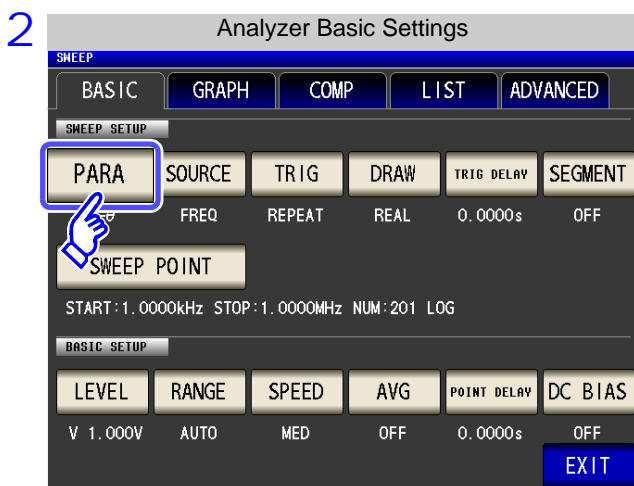 2 Analyzer Basic Settings
SWEEP
BASIC GRAPH COMP LIST ADVANCED
SWEEP SETUP
PARA SOURCE TRIG DRAW TRIG DELAY SEGMENT
FREQ REPEAT REAL 0.0000s OFF
SWEEP POINT
START:1.0000kHz STOP:1.0000MHz NUM:201 LOG
BASIC SETUP
LEVEL RANGE SPEED AVG POINT DELAY DC BIAS
V 1.000V AUTO MED OFF 0.0000s OFF
EXIT